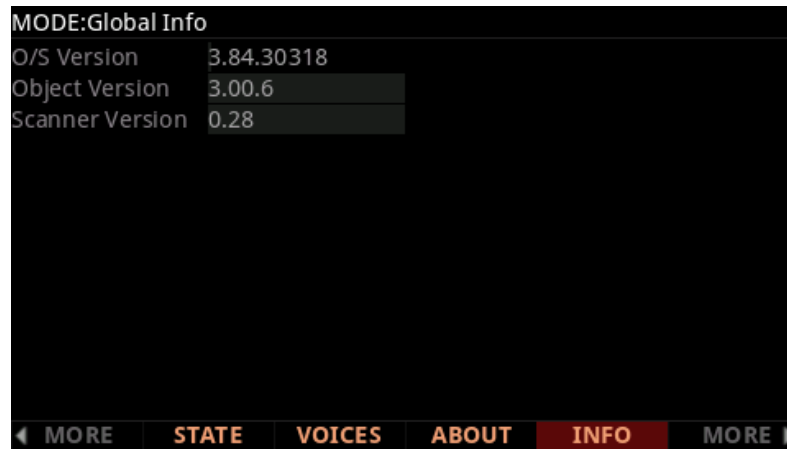 MODE:Global Info
O/S Version 3.84.30318
Object Version 3.00.6
Scanner Version 0.28
MORE STATE VOICES ABOUT INFO MORE